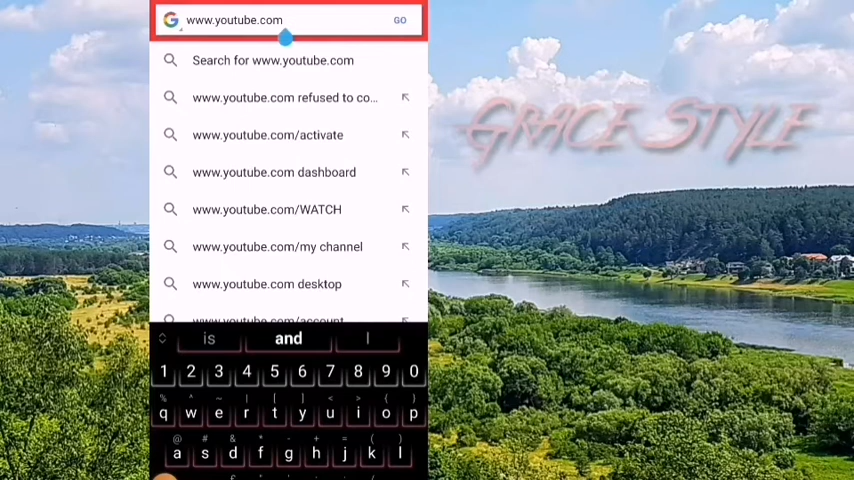 www.youtube.com
GO
Search for www.youtube.com
www.youtube.com refused to co...
www.youtube.com/activate
www.youtube.com dashboard
www.youtube.com/WATCH
www.youtube.com/my channel
www.youtube.com desktop
www.youtube.com/account
GRACE STYLE
is and I
1 2 3 4 5 6 7 8 9 0
% ^ ~ | [ ] < > { }
q w e r t y u i o p
@ # & * - + = ( )
a s d f g h j k l